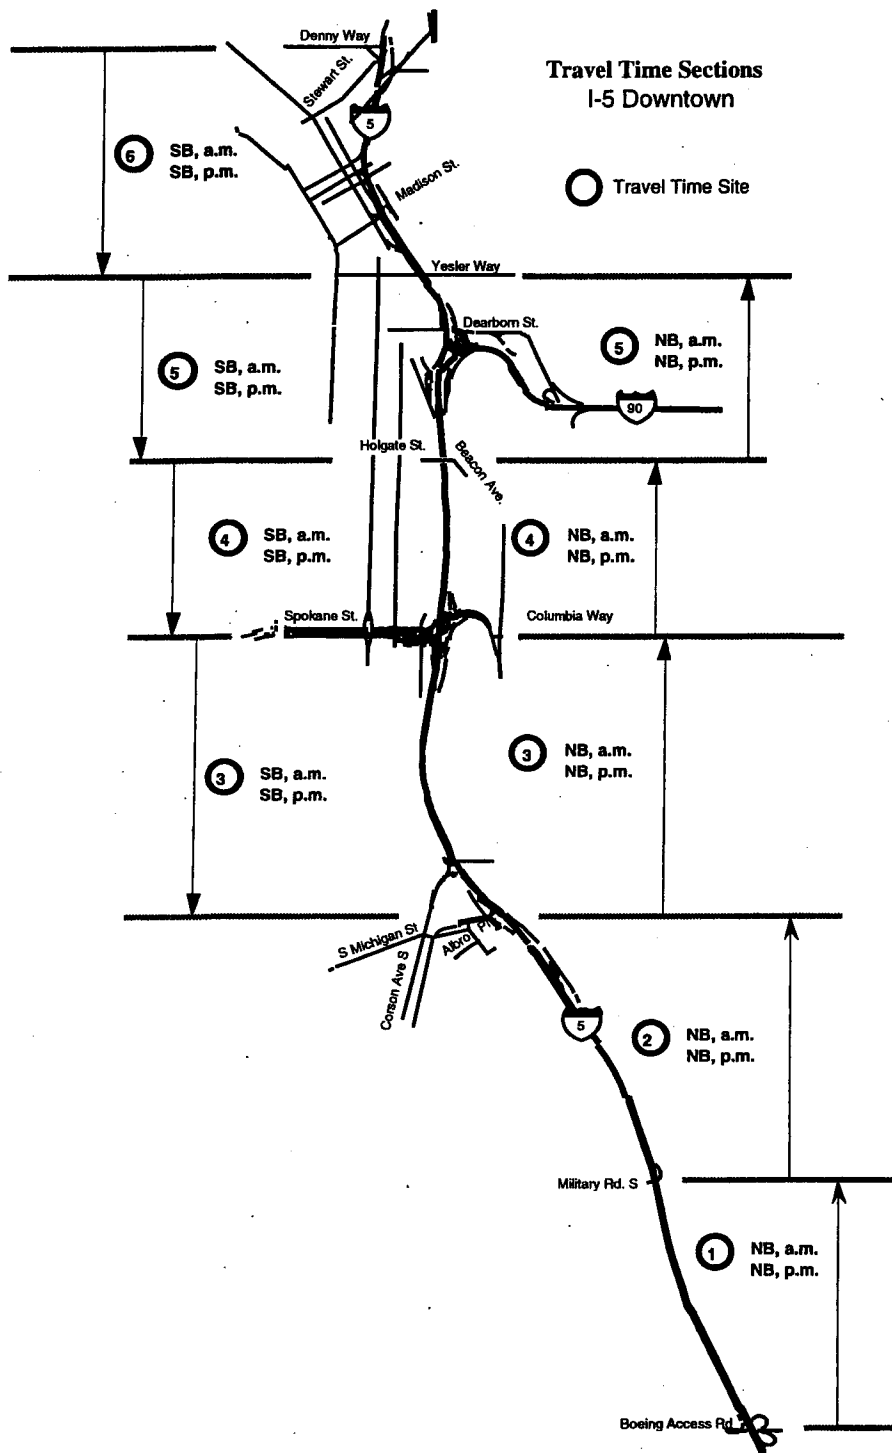 Denny Way
Stewart St.
Travel Time Sections
I-5 Downtown
5
6
SB, a.m.
SB, p.m.
Madison St.
Travel Time Site
Yesler Way
Dearborn St.
5
SB, a.m.
SB, p.m.
5
NB, a.m.
NB, p.m.
90
Holgate St.
Beacon Ave.
4
SB, a.m.
SB, p.m.
4
NB, a.m.
NB, p.m.
Spokane St.
Columbia Way
3
SB, a.m.
SB, p.m.
3
NB, a.m.
NB, p.m.
S Michigan St
Albro Pl
Corson Ave S
5
2
NB, a.m.
NB, p.m.
Military Rd. S
1
NB, a.m.
NB, p.m.
Boeing Access Rd